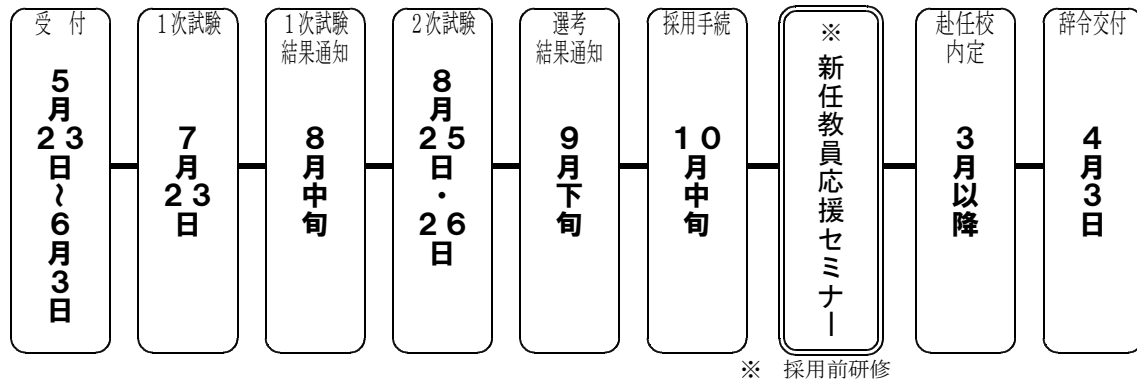 受　付
５月２３日～６月３日
１次試験
７月２３日
１次試験
結果通知
８月中旬
２次試験
８月２５日・２６日
選考
結果通知
９月下旬
採用手続
１０月中旬
※ 新任教員応援セミナー
赴任校
内定
３月以降
辞令交付
４月３日
※　採用前研修